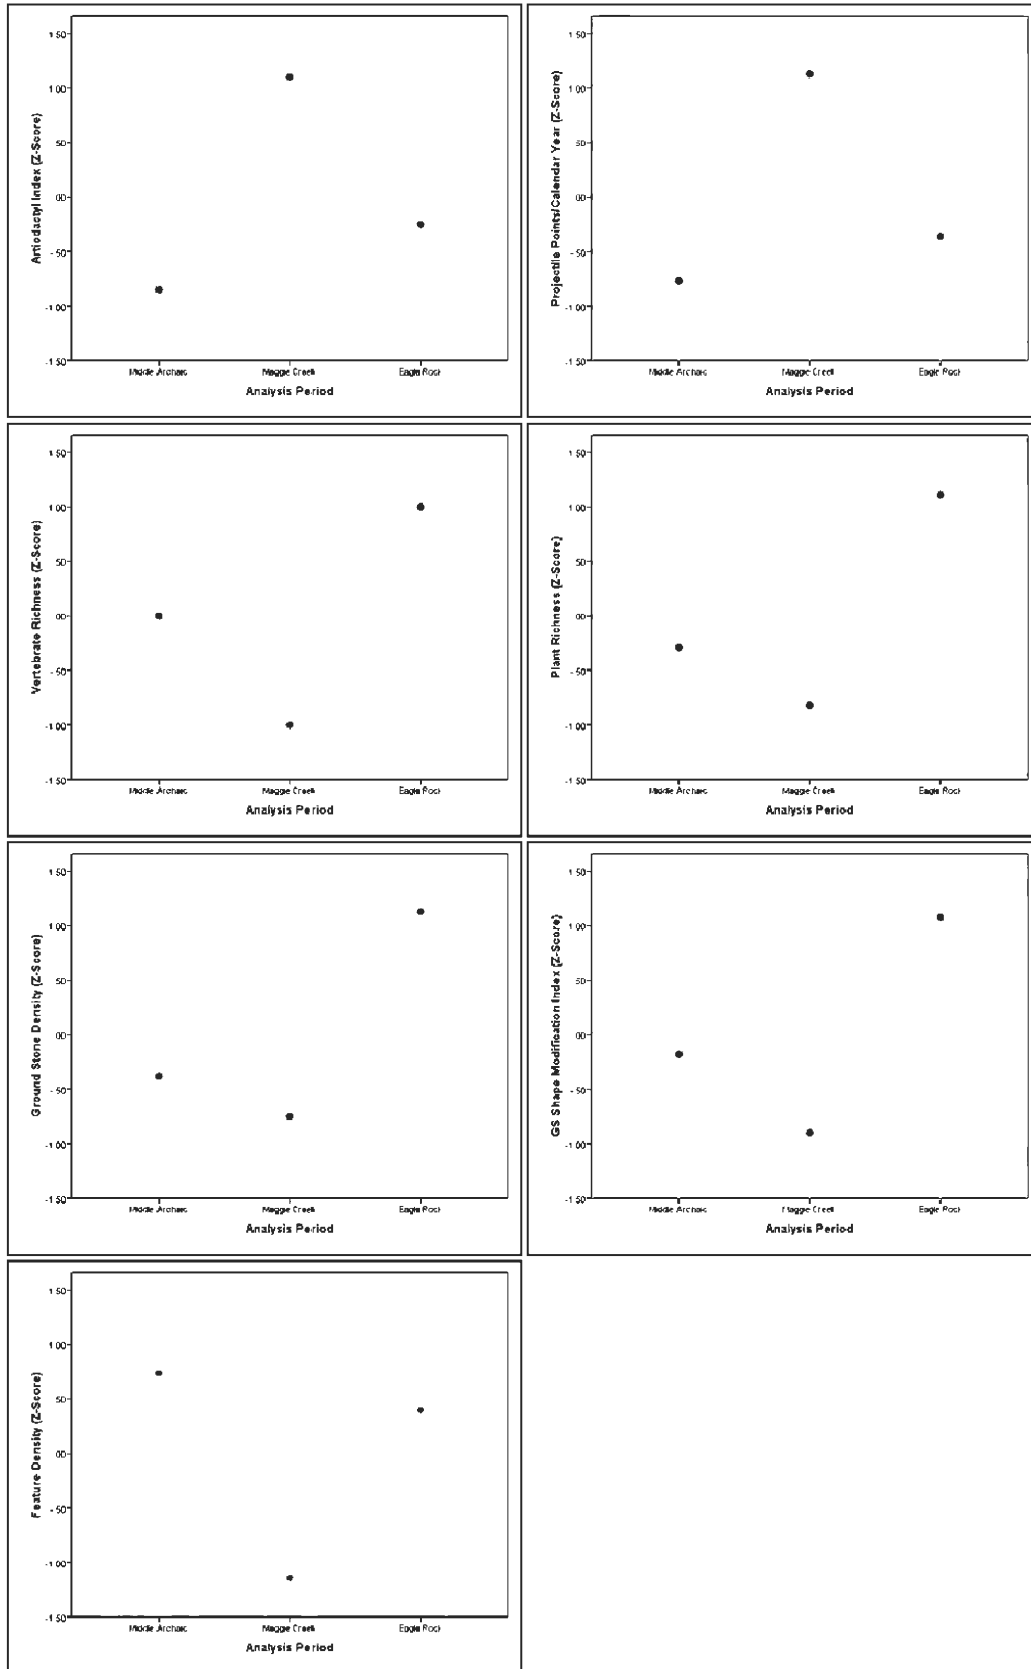 Artiodactyl Index (Z-Score)
1.50
1.00
.50
.00
-.50
-1.00
-1.50
Middle Archaic Maggie Creek Eagle Rock
Analysis Period
Projectile Points/Calendar Year (Z-Score)
1.50
1.00
.50
.00
-.50
-1.00
-1.50
Middle Archaic Maggie Creek Eagle Rock
Analysis Period
Vertebrate Richness (Z-Score)
1.50
1.00
.50
.00
-.50
-1.00
-1.50
Middle Archaic Maggie Creek Eagle Rock
Analysis Period
Plant Richness (Z-Score)
1.50
1.00
.50
.00
-.50
-1.00
-1.50
Middle Archaic Maggie Creek Eagle Rock
Analysis Period
Ground Stone Density (Z-Score)
1.50
1.00
.50
.00
-.50
-1.00
-1.50
Middle Archaic Maggie Creek Eagle Rock
Analysis Period
GS Shape Modification Index (Z-Score)
1.50
1.00
.50
.00
-.50
-1.00
-1.50
Middle Archaic Maggie Creek Eagle Rock
Analysis Period
Feature Density (Z-Score)
1.50
1.00
.50
.00
-.50
-1.00
-1.50
Middle Archaic Maggie Creek Eagle Rock
Analysis Period